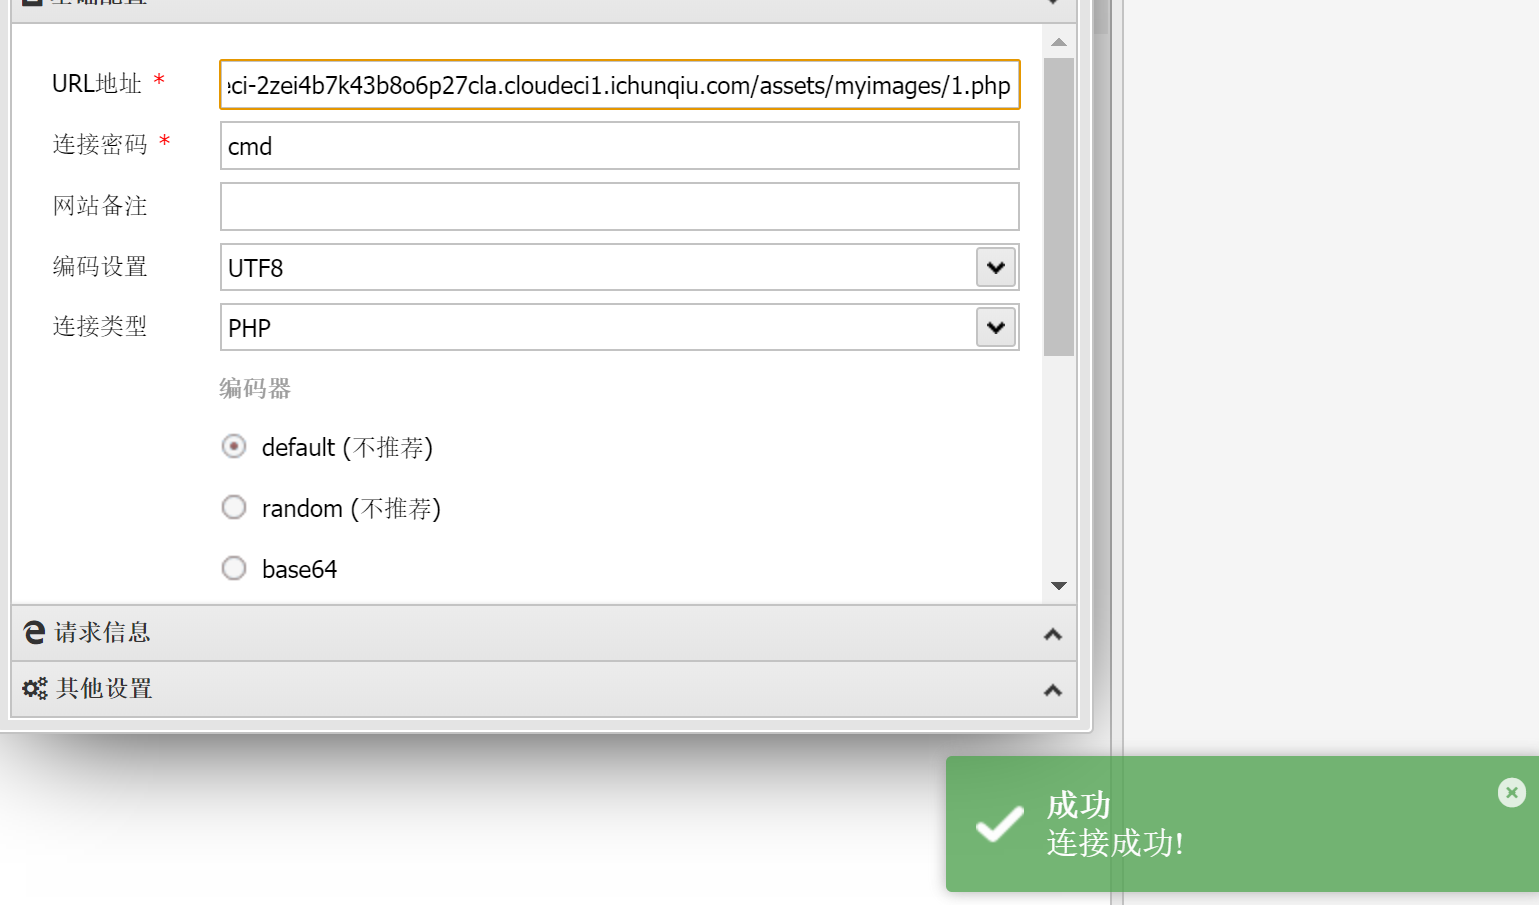 URL地址 *
eci-2zei4b7k43b8o6p27cla.cloudeci1.ichunqiu.com/assets/myimages/1.php
连接密码 *
cmd
网站备注
编码设置
UTF8
连接类型
PHP
编码器
default (不推荐)
random (不推荐)
base64
请求信息
其他设置
成功
连接成功!